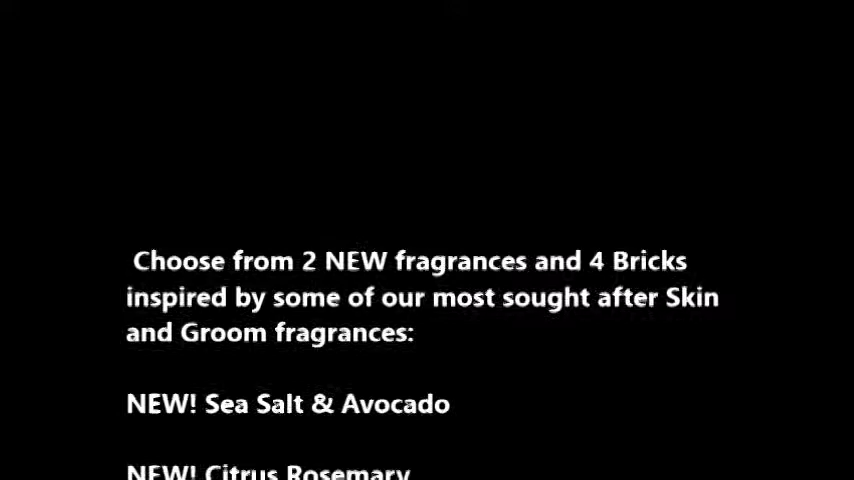 Choose from 2 NEW fragrances and 4 Bricks
inspired by some of our most sought after Skin
and Groom fragrances:
NEW! Sea Salt & Avocado
NEW! Citrus Rosemary